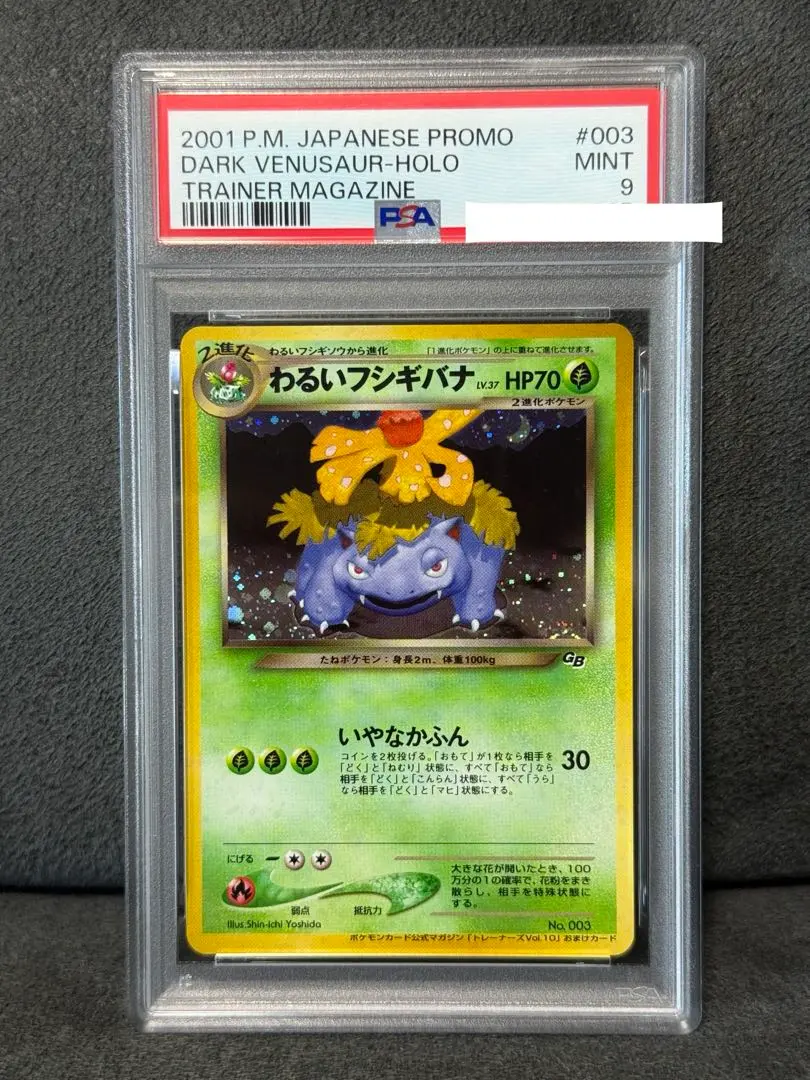 2001 P.M. JAPANESE PROMO #003
DARK VENUSAUR-HOLO MINT
TRAINER MAGAZINE 9
PSA
2進化
わるいフシギソウから進化 「1進化ポケモン」の上に重ねて進化させます。
わるいフシギバナ LV.37 HP70
2進化ポケモン
たねポケモン：身長2m、体重100kg
GB
いやなかふん
コインを2枚投げる。「おもて」が1枚なら相手を
「どく」と「ねむり」状態に、すべて「おもて」なら
相手を「どく」と「こんらん」状態に、すべて「うら」
なら相手を「どく」と「マヒ」状態にする。
30
にげる
弱点 抵抗力
大きな花が開いたとき、100
万分の1の確率で、花粉をまき
散らし、相手を特殊状態に
する。
Illus.Shin-ichi Yoshida No. 003
ポケモンカード公式マガジン「トレーナーズVol.10」おまけカード
PSA